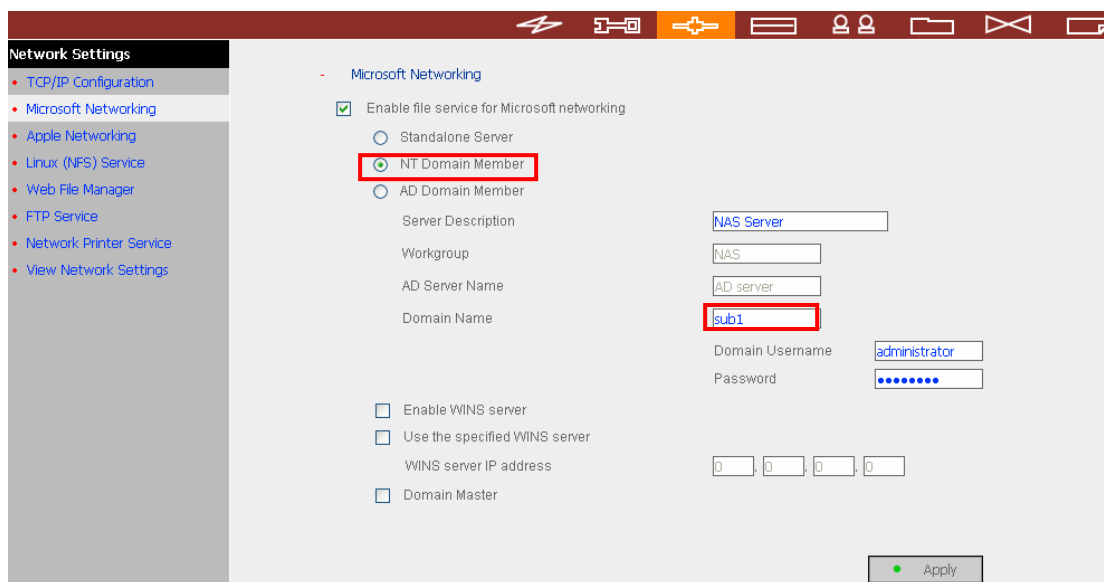 Network Settings
TCP/IP Configuration
Microsoft Networking
Apple Networking
Linux (NFS) Service
Web File Manager
FTP Service
Network Printer Service
View Network Settings
- Microsoft Networking
Enable file service for Microsoft networking
Standalone Server
NT Domain Member
AD Domain Member
Server Description NAS Server
Workgroup NAS
AD Server Name AD server
Domain Name sub1
Domain Username administrator
Password ••••••••
Enable WINS server
Use the specified WINS server
WINS server IP address 0 . 0 . 0 . 0
Domain Master
Apply